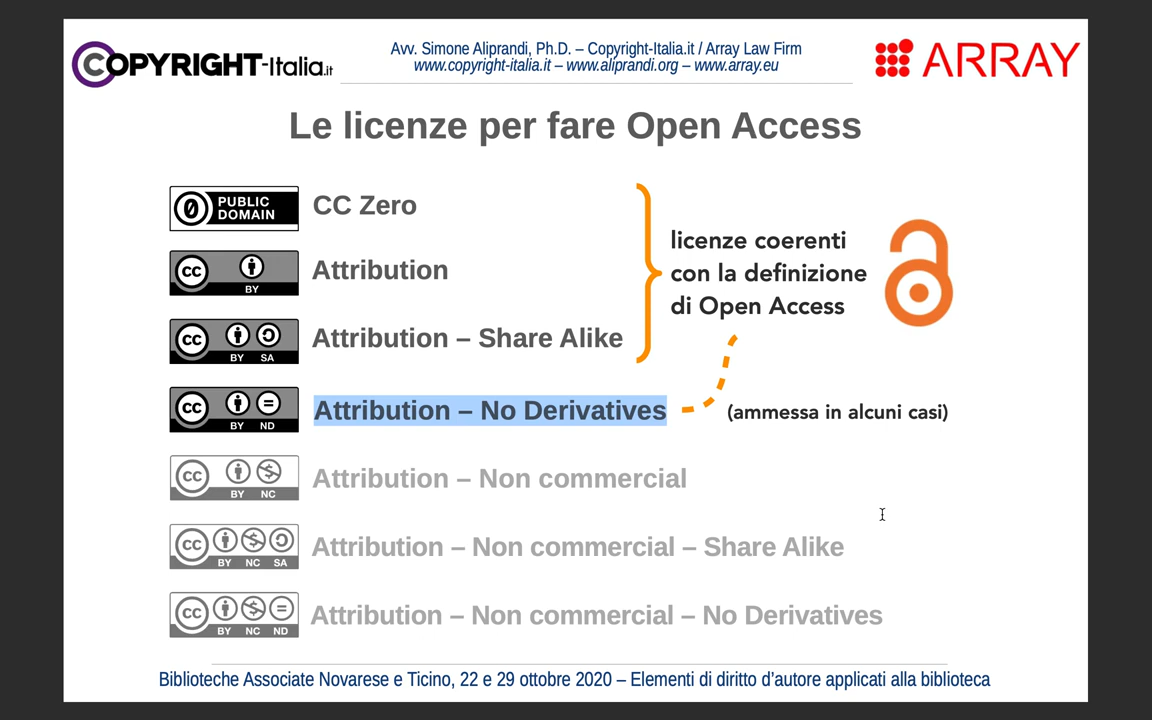 COPYRIGHT-Italia.it
Avv. Simone Aliprandi, Ph.D. – Copyright-Italia.it / Array Law Firm
www.copyright-italia.it – www.aliprandi.org – www.array.eu
ARRAY
Le licenze per fare Open Access
PUBLIC
DOMAIN
CC Zero
cc
BY
Attribution
cc
BY SA
Attribution – Share Alike
licenze coerenti
con la definizione
di Open Access
cc
BY ND
Attribution – No Derivatives
(ammessa in alcuni casi)
cc
BY NC
Attribution – Non commercial
cc
BY NC SA
Attribution – Non commercial – Share Alike
cc
BY NC ND
Attribution – Non commercial – No Derivatives
Biblioteche Associate Novarese e Ticino, 22 e 29 ottobre 2020 – Elementi di diritto d’autore applicati alla biblioteca